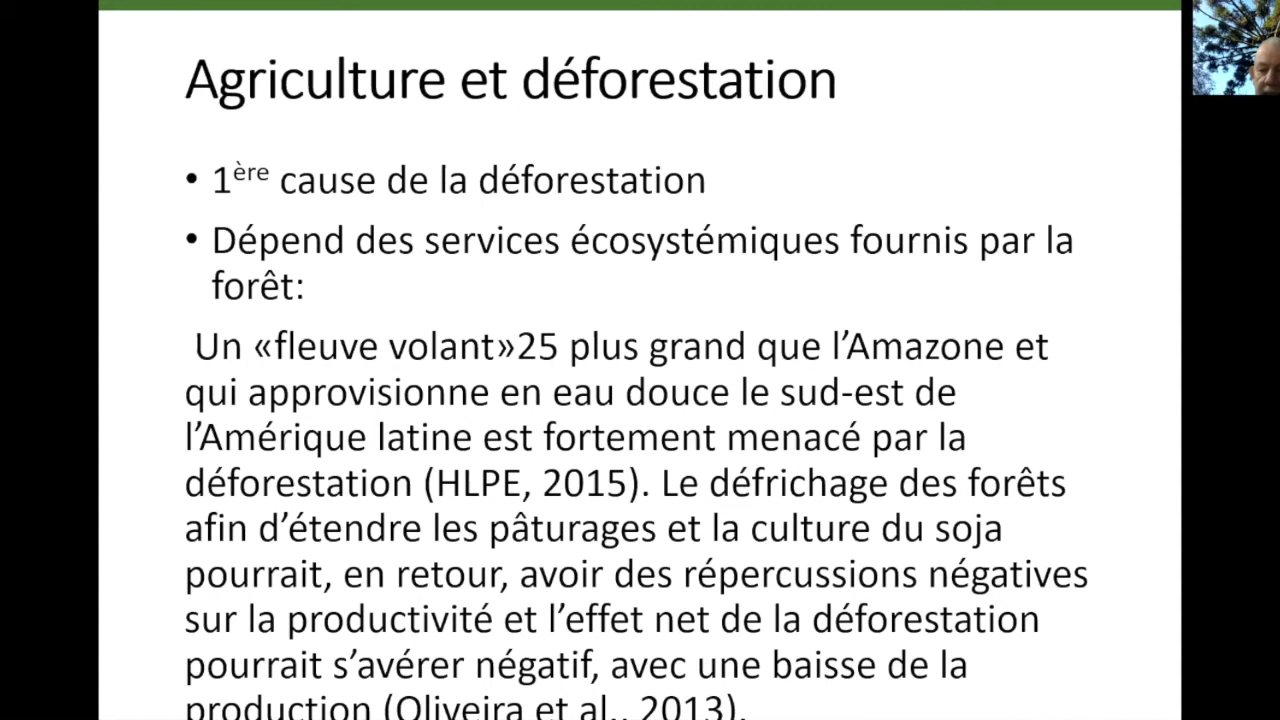 Agriculture et déforestation
• 1ère cause de la déforestation
• Dépend des services écosystémiques fournis par la
forêt:
Un «fleuve volant»25 plus grand que l’Amazone et
qui approvisionne en eau douce le sud-est de
l’Amérique latine est fortement menacé par la
déforestation (HLPE, 2015). Le défrichage des forêts
afin d’étendre les pâturages et la culture du soja
pourrait, en retour, avoir des répercussions négatives
sur la productivité et l’effet net de la déforestation
pourrait s’avérer négatif, avec une baisse de la
production (Oliveira et al., 2013).